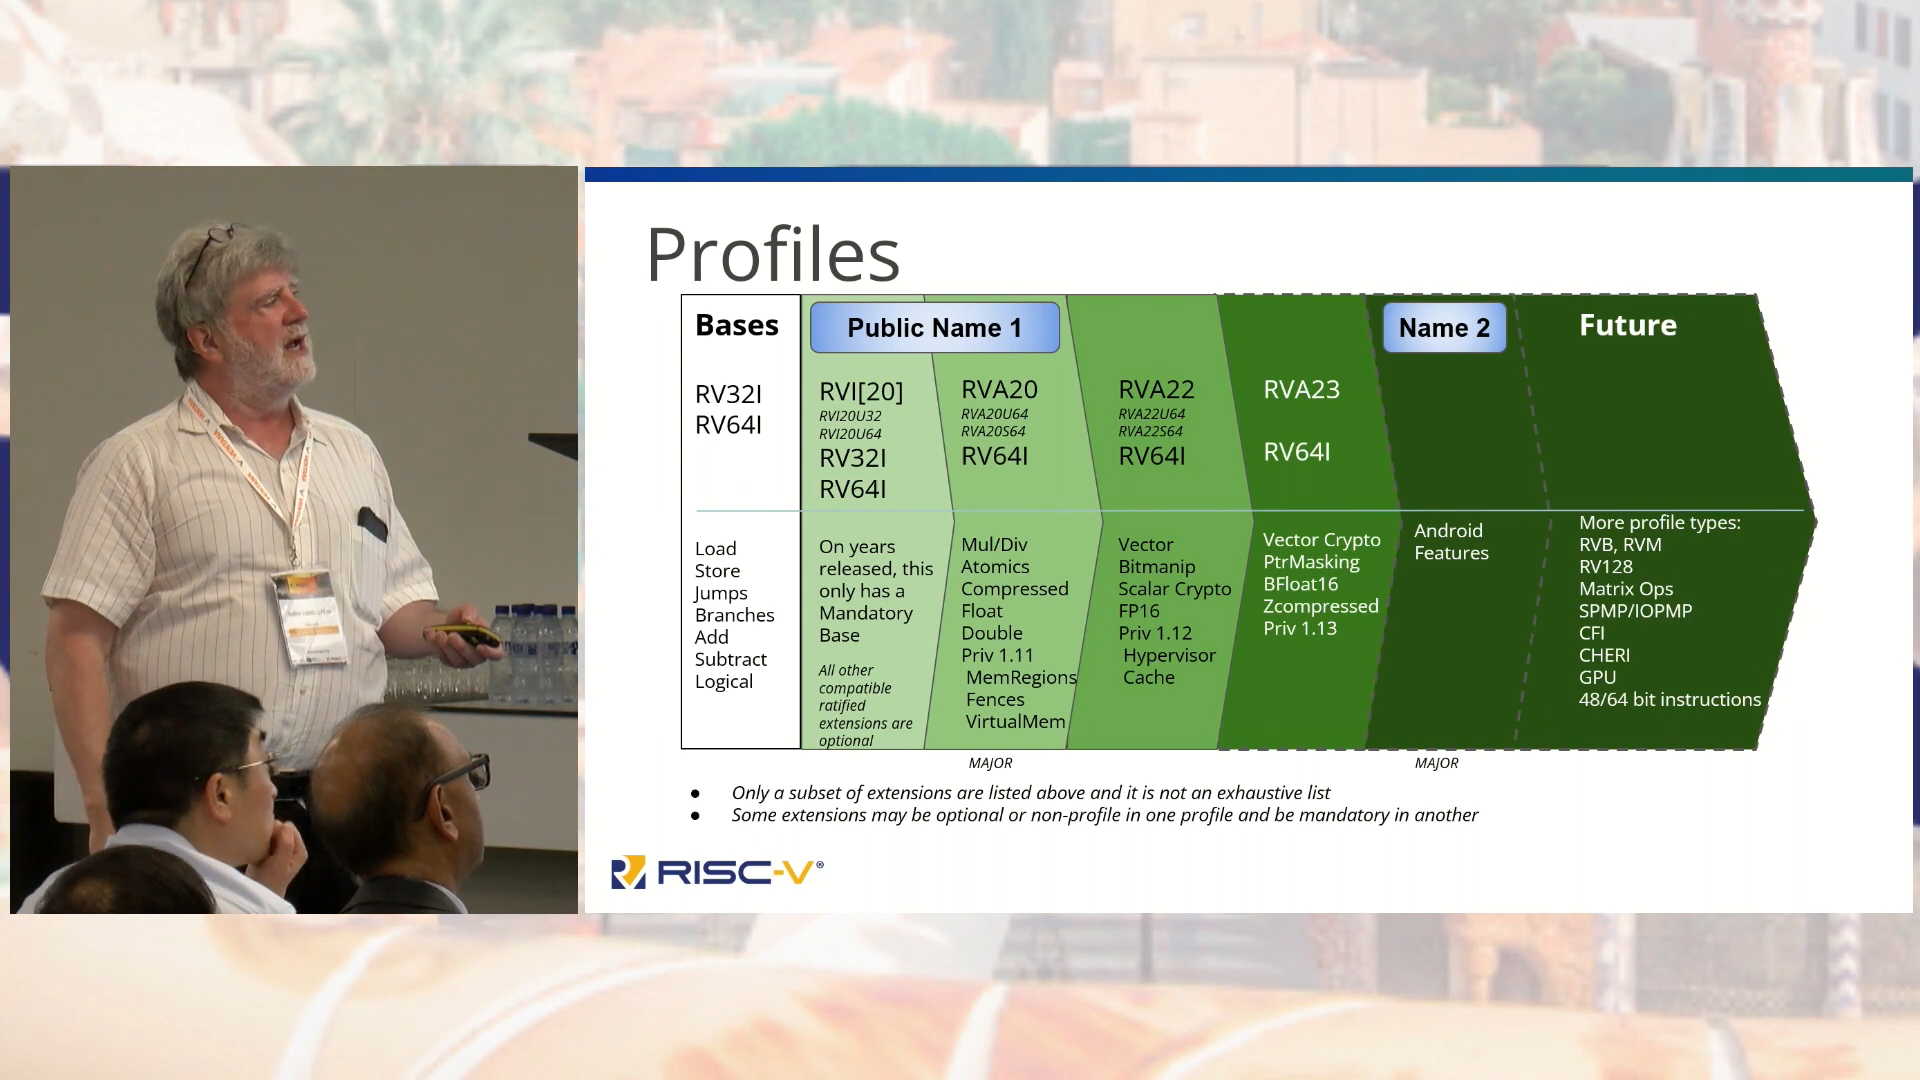 Profiles
Bases
Public Name 1
Name 2
Future
RV32I
RV64I
RVI[20]
RVI20U32
RVI20U64
RV32I
RV64I
RVA20
RVA20U64
RVA20S64
RV64I
RVA22
RVA22U64
RVA22S64
RV64I
RVA23
RV64I
Load
Store
Jumps
Branches
Add
Subtract
Logical
On years
released, this
only has a
Mandatory
Base
All other
compatible
ratified
extensions are
optional
Mul/Div
Atomics
Compressed
Float
Double
Priv 1.11
MemRegions
Fences
VirtualMem
Vector
Bitmanip
Scalar Crypto
FP16
Priv 1.12
Hypervisor
Cache
Vector Crypto
PtrMasking
BFloat16
Zcompressed
Priv 1.13
Android
Features
More profile types:
RVB, RVM
RV128
Matrix Ops
SPMP/IOPMP
CFI
CHERI
GPU
48/64 bit instructions
MAJOR
MAJOR
● Only a subset of extensions are listed above and it is not an exhaustive list
● Some extensions may be optional or non-profile in one profile and be mandatory in another
RISC-V®